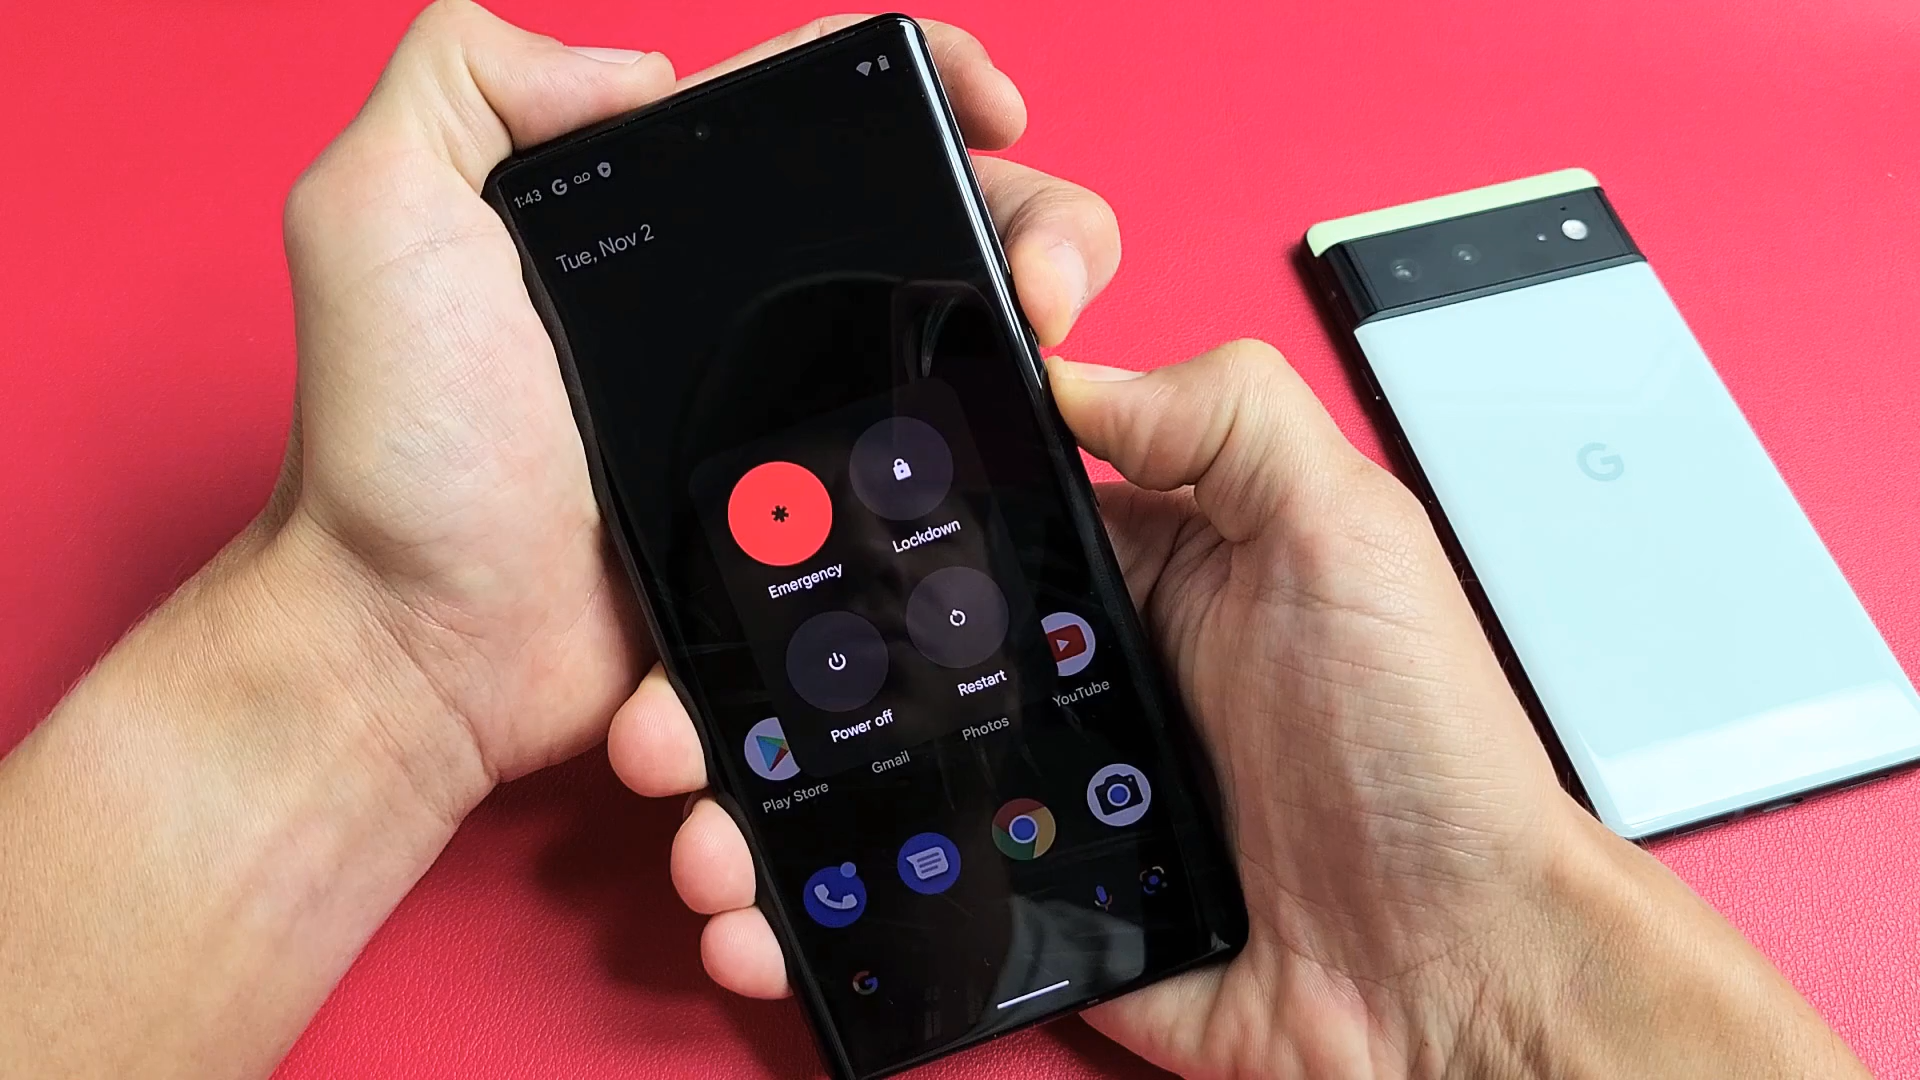 1:43
Tue, Nov 2
Emergency
Lockdown
Power off
Restart
Play Store
Gmail
Photos
YouTube